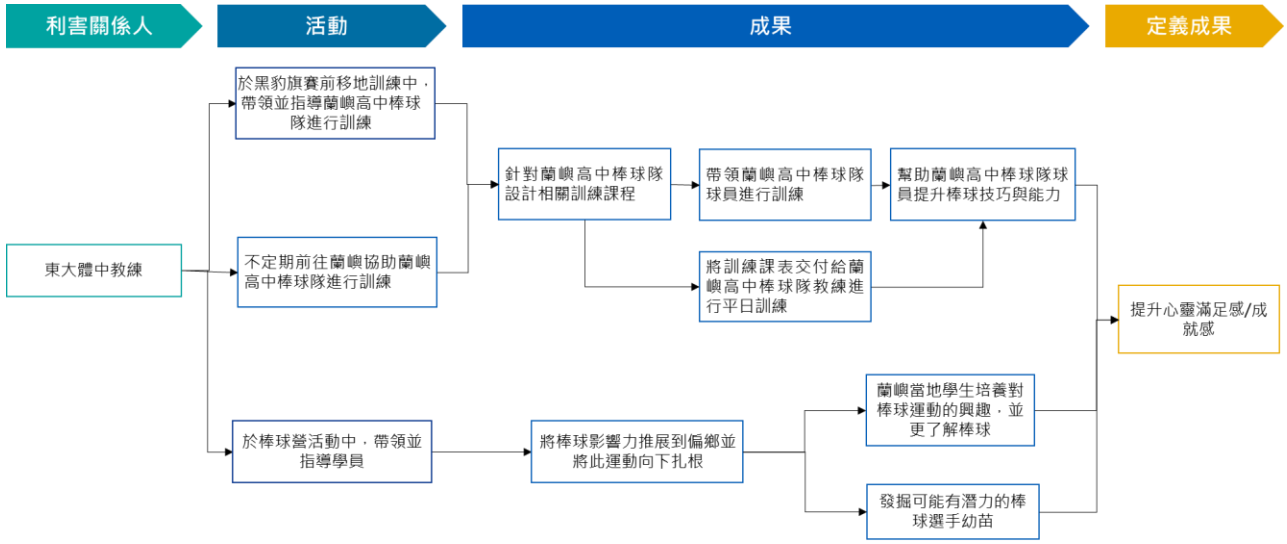 利害關係人
活動
成果
定義成果
於黑豹旗賽前移地訓練中，
帶領並指導蘭嶼高中棒球
隊進行訓練
針對蘭嶼高中棒球隊
設計相關訓練課程
帶領蘭嶼高中棒球隊
球員進行訓練
幫助蘭嶼高中棒球隊球
員提升棒球技巧與能力
東大體中教練
不定期前往蘭嶼協助蘭嶼
高中棒球隊進行訓練
將訓練課表交付給蘭
嶼高中棒球隊教練進
行平日訓練
提升心靈滿足感/成
就感
蘭嶼當地學生培養對
棒球運動的興趣，並
更了解棒球
於棒球營活動中，帶領並
指導學員
將棒球影響力推展到偏鄉並
將此運動向下扎根
發掘可能有潛力的棒
球選手幼苗